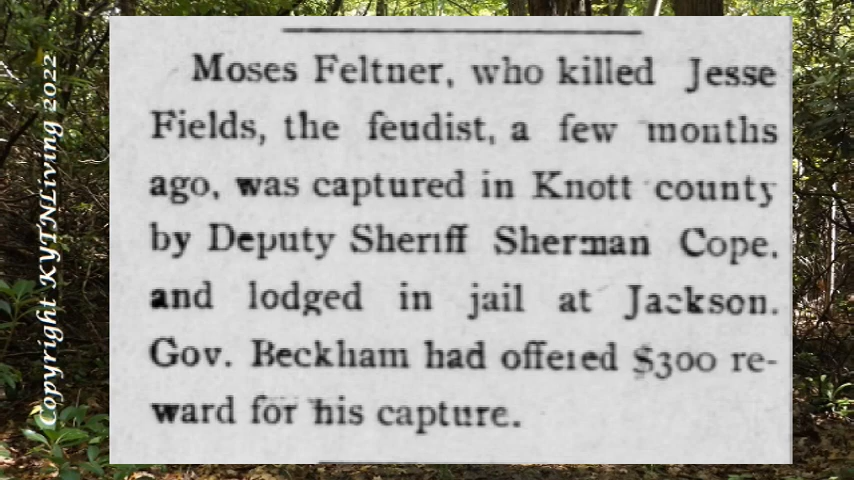 Moses Feltner, who killed Jesse
Fields, the feudist, a few months
ago, was captured in Knott county
by Deputy Sheriff Sherman Cope,
and lodged in jail at Jackson.
Gov. Beckham had offered $300 re-
ward for his capture.
Copyright KYTNLiving 2022